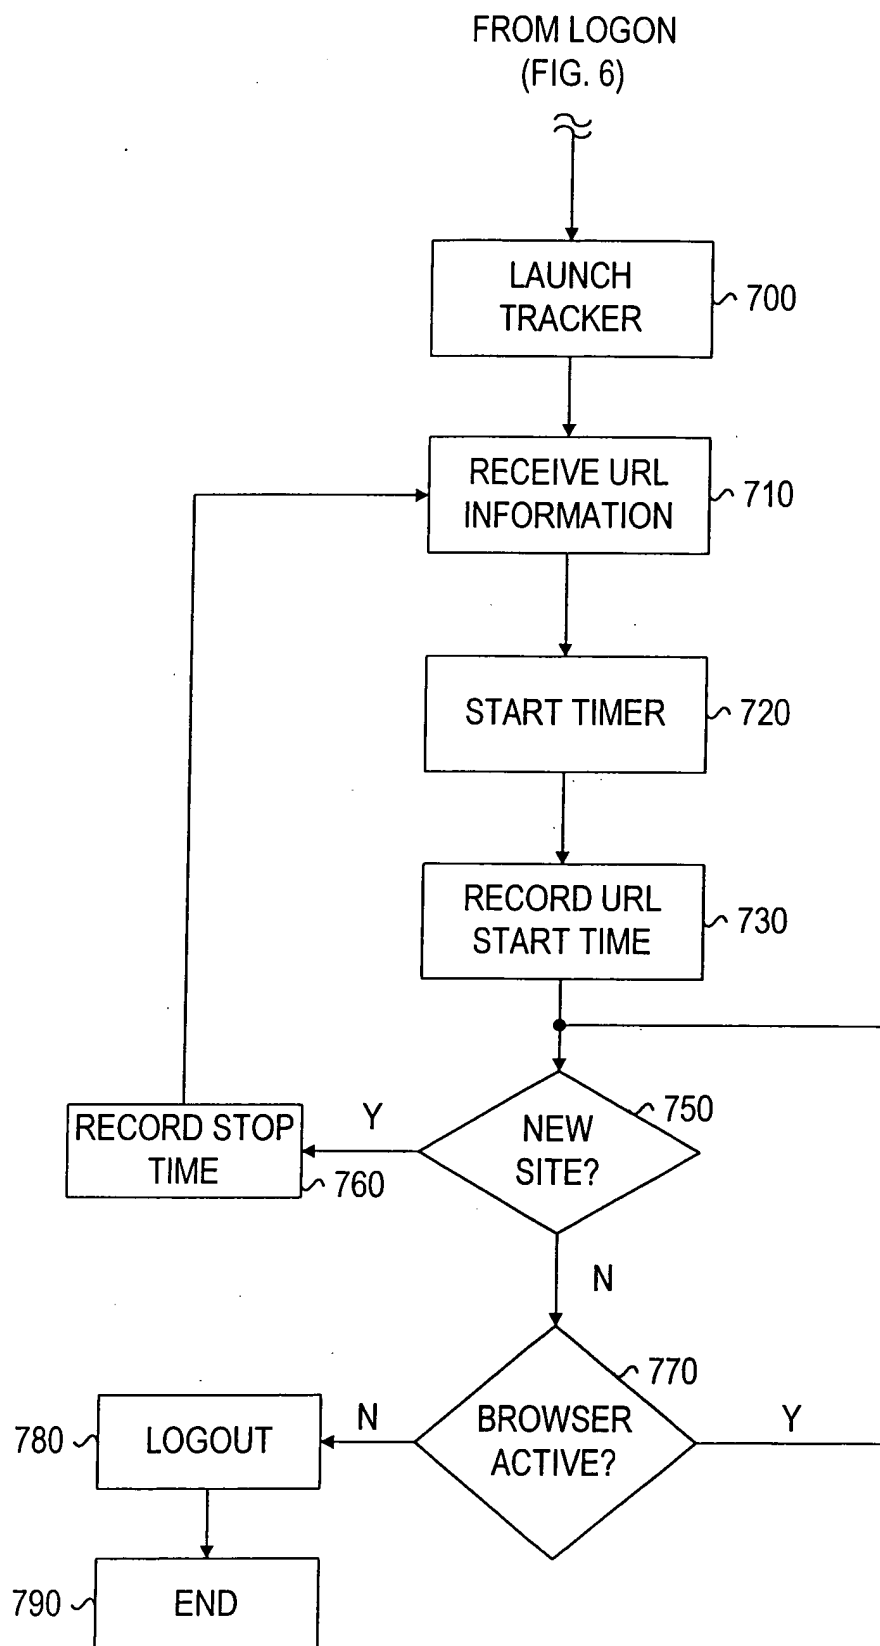 FROM LOGON
(FIG. 6)
LAUNCH
TRACKER
700
RECEIVE URL
INFORMATION
710
START TIMER
720
RECORD URL
START TIME
730
NEW
SITE?
750
Y
RECORD STOP
TIME
760
N
BROWSER
ACTIVE?
770
Y
N
LOGOUT
780
END
790